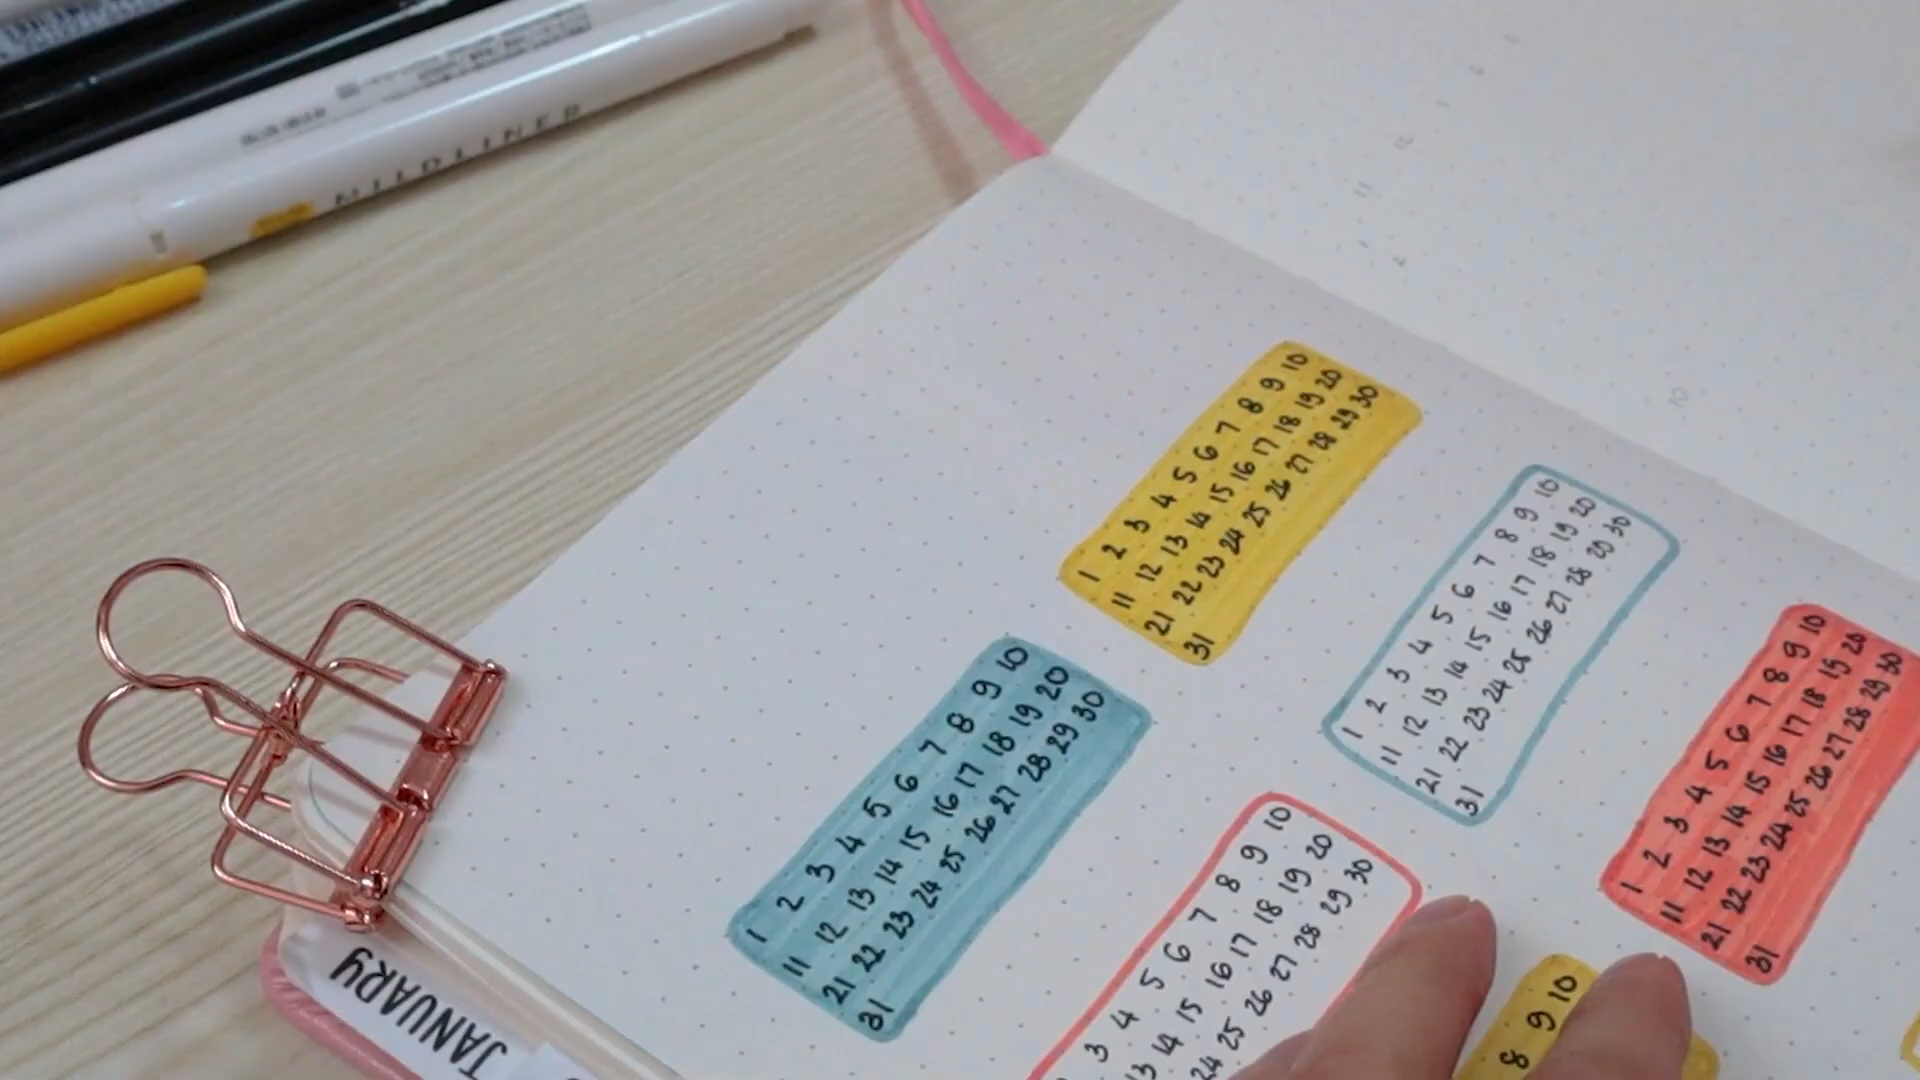 MILDLINER
1 2 3 4 5 6 7 8 9 10
11 12 13 14 15 16 17 18 19 20
21 22 23 24 25 26 27 28 29 30
31
1 2 3 4 5 6 7 8 9 10
11 12 13 14 15 16 17 18 19 20
21 22 23 24 25 26 27 28 20 30
31
1 2 3 4 5 6 7 8 9 10
11 12 13 14 15 16 17 18 19 20
21 22 23 24 25 26 27 28 29 30
31
1 2 3 4 5 6 7 8 9 10
11 12 13 14 15 16 17 18 19 20
21 22 23 24 25 26 27 28 29 30
31
3 4 5 6 7 8 9 10
13 14 15 16 17 18 19 20
24 25 26 27 28 29 30
8 9 10
JANUARY